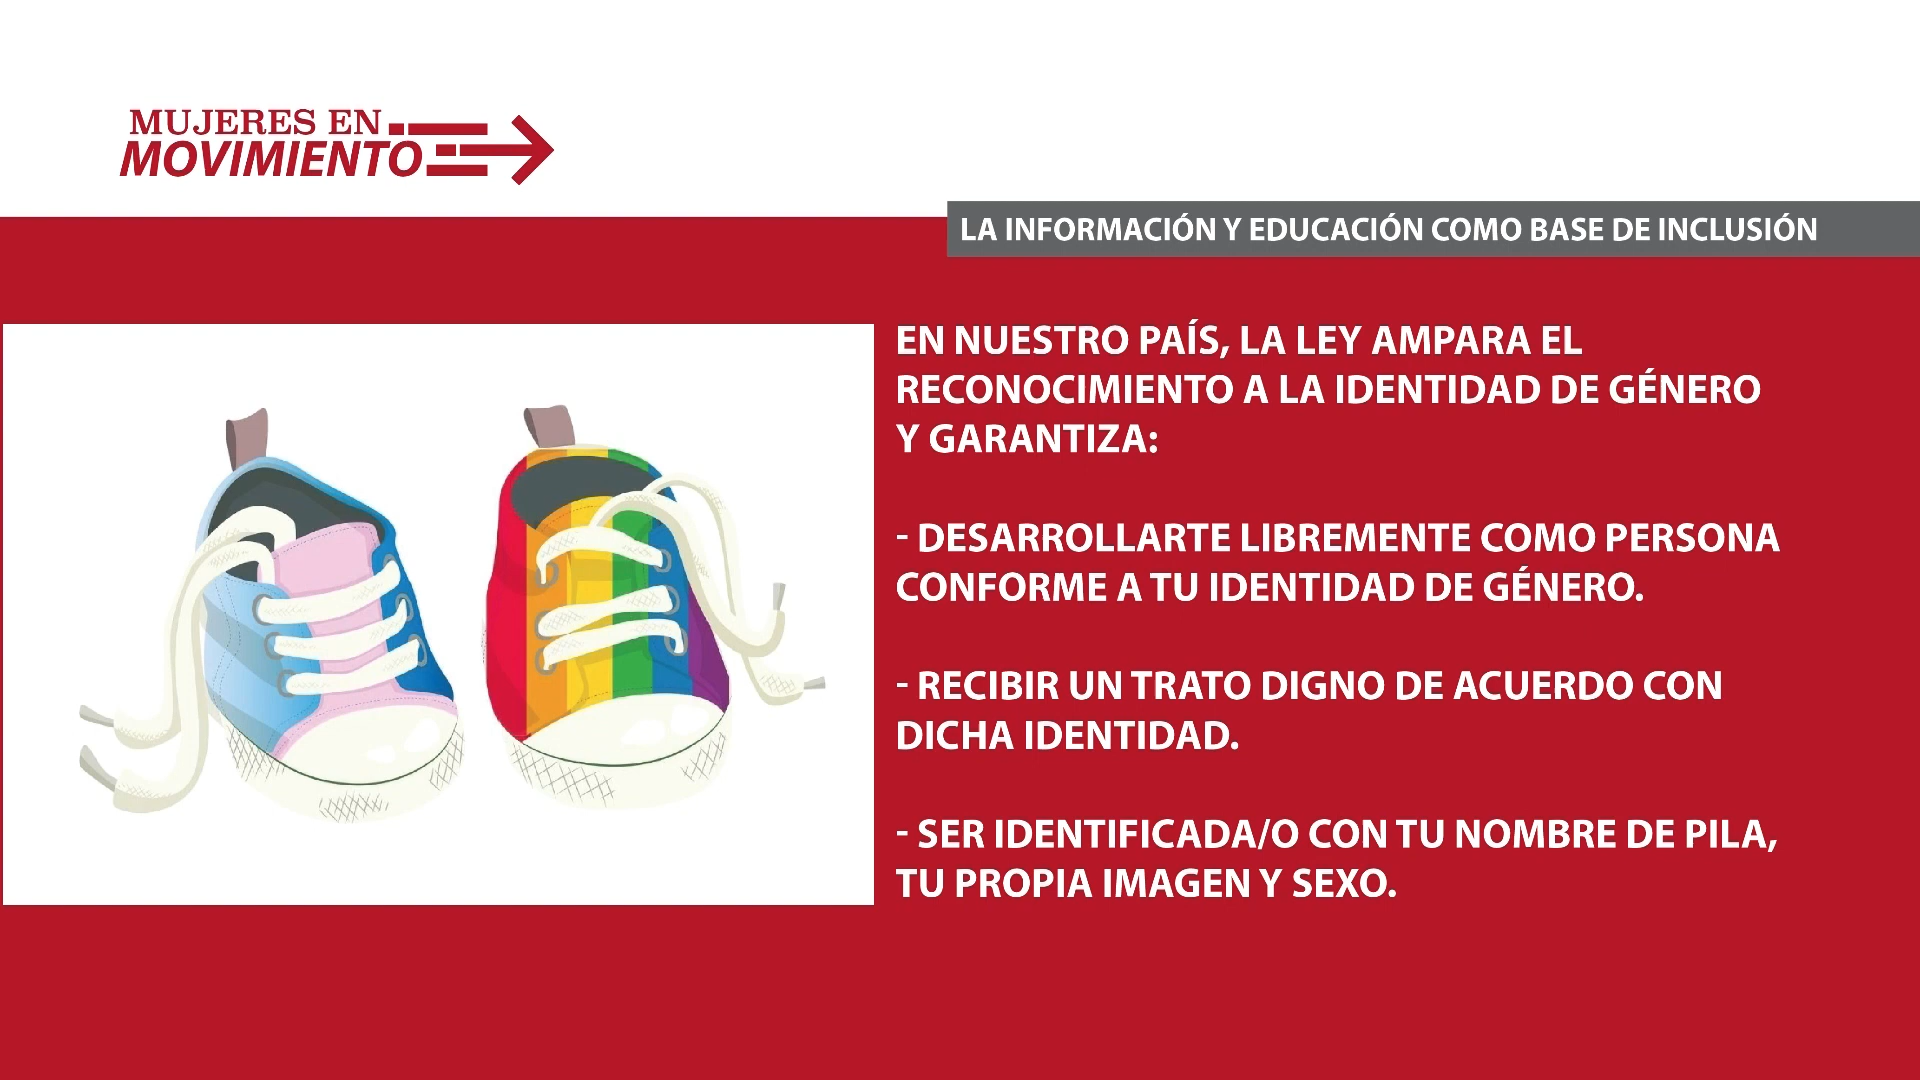 MUJERES EN
MOVIMIENTO
LA INFORMACIÓN Y EDUCACIÓN COMO BASE DE INCLUSIÓN
EN NUESTRO PAÍS, LA LEY AMPARA EL
RECONOCIMIENTO A LA IDENTIDAD DE GÉNERO
Y GARANTIZA:
- DESARROLLARTE LIBREMENTE COMO PERSONA
CONFORME A TU IDENTIDAD DE GÉNERO.
- RECIBIR UN TRATO DIGNO DE ACUERDO CON
DICHA IDENTIDAD.
- SER IDENTIFICADA/O CON TU NOMBRE DE PILA,
TU PROPIA IMAGEN Y SEXO.